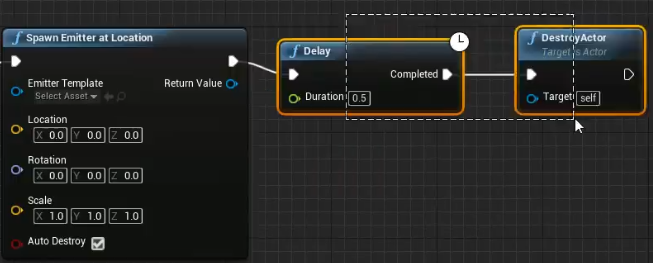 Spawn Emitter at Location
Emitter Template
Select Asset
Return Value
Location
X 0.0 Y 0.0 Z 0.0
Rotation
X 0.0 Y 0.0 Z 0.0
Scale
X 1.0 Y 1.0 Z 1.0
Auto Destroy
Delay
Completed
Duration 0.5
DestroyActor
Target is Actor
Target self